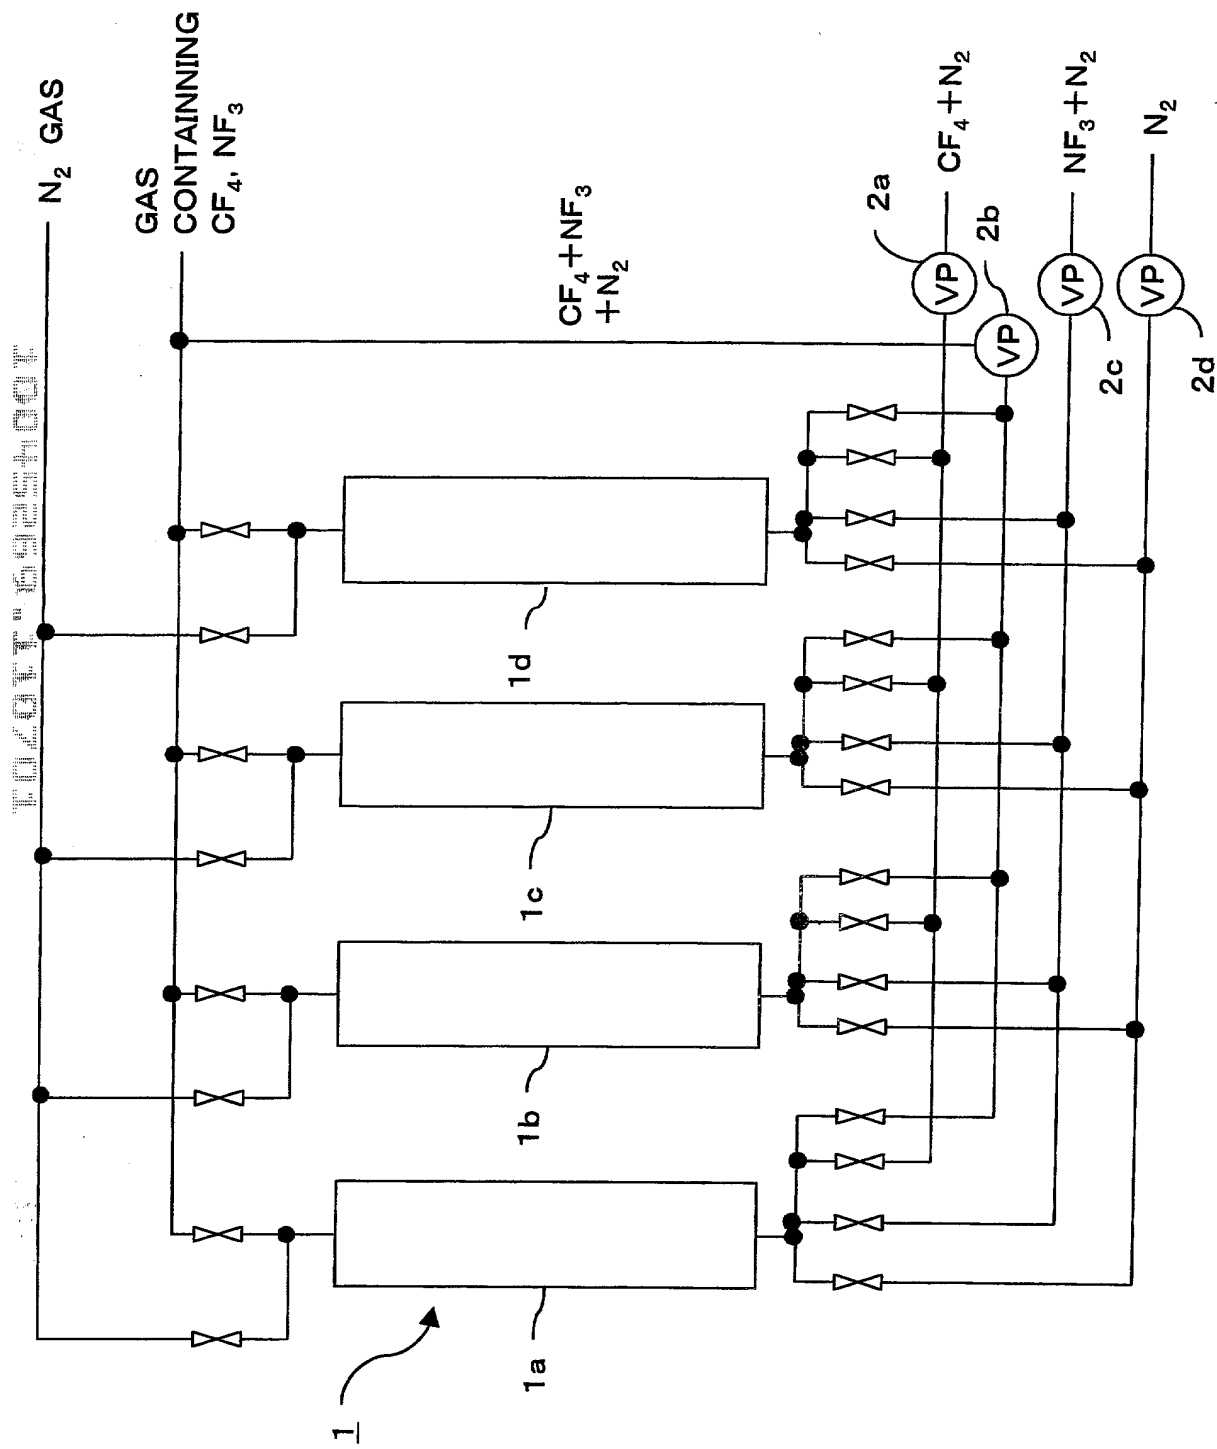 N₂ GAS
GAS
CONTAINNING
CF₄, NF₃
CF₄+NF₃
+N₂
2a
CF₄+N₂
2b
NF₃+N₂
N₂
VP
VP
VP
VP
2c
2d
1d
1c
1b
1a
1